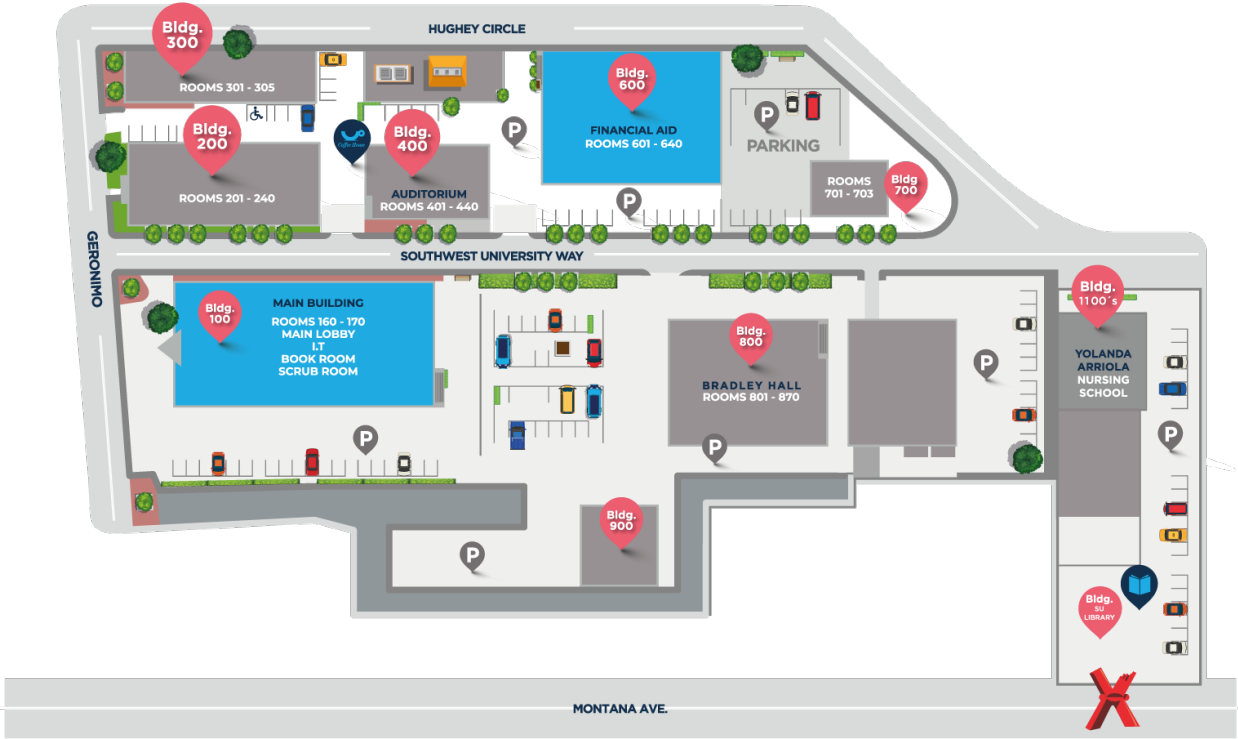 HUGHEY CIRCLE
Bldg.
300
ROOMS 301 - 305
Bldg.
600
FINANCIAL AID
ROOMS 601 - 640
P
P
P
PARKING
Bldg.
200
ROOMS 201 - 240
Coffee House
Bldg.
400
AUDITORIUM
ROOMS 401 - 440
ROOMS
701 - 703
Bldg
700
GERONIMO
SOUTHWEST UNIVERSITY WAY
Bldg.
100
MAIN BUILDING
ROOMS 160 - 170
MAIN LOBBY
I.T
BOOK ROOM
SCRUB ROOM
Bldg.
800
BRADLEY HALL
ROOMS 801 - 870
Bldg.
1100´s
YOLANDA
ARRIOLA
NURSING
SCHOOL
P
P
P
P
Bldg.
900
P
Bldg.
SU
LIBRARY
MONTANA AVE.